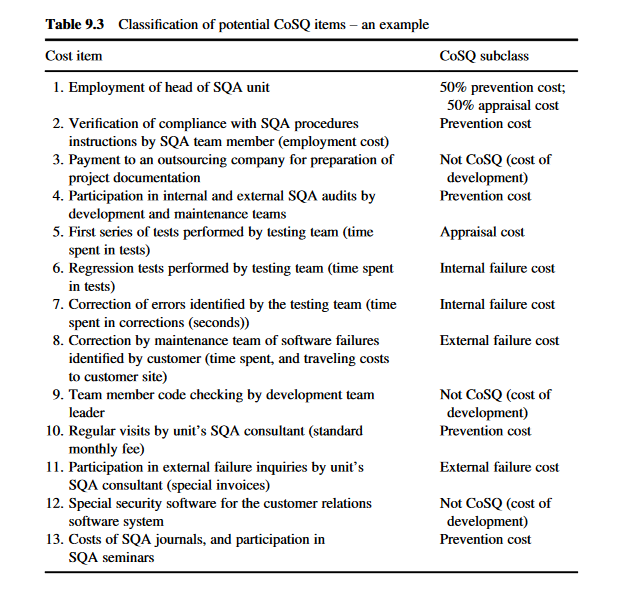 Table 9.3 Classification of potential CoSQ items – an example
Cost item CoSQ subclass
1. Employment of head of SQA unit 50% prevention cost;
50% appraisal cost
2. Verification of compliance with SQA procedures Prevention cost
instructions by SQA team member (employment cost)
3. Payment to an outsourcing company for preparation of Not CoSQ (cost of
project documentation development)
4. Participation in internal and external SQA audits by Prevention cost
development and maintenance teams
5. First series of tests performed by testing team (time Appraisal cost
spent in tests)
6. Regression tests performed by testing team (time spent Internal failure cost
in tests)
7. Correction of errors identified by the testing team (time Internal failure cost
spent in corrections (seconds))
8. Correction by maintenance team of software failures External failure cost
identified by customer (time spent, and traveling costs
to customer site)
9. Team member code checking by development team Not CoSQ (cost of
leader development)
10. Regular visits by unit's SQA consultant (standard Prevention cost
monthly fee)
11. Participation in external failure inquiries by unit's External failure cost
SQA consultant (special invoices)
12. Special security software for the customer relations Not CoSQ (cost of
software system development)
13. Costs of SQA journals, and participation in Prevention cost
SQA seminars